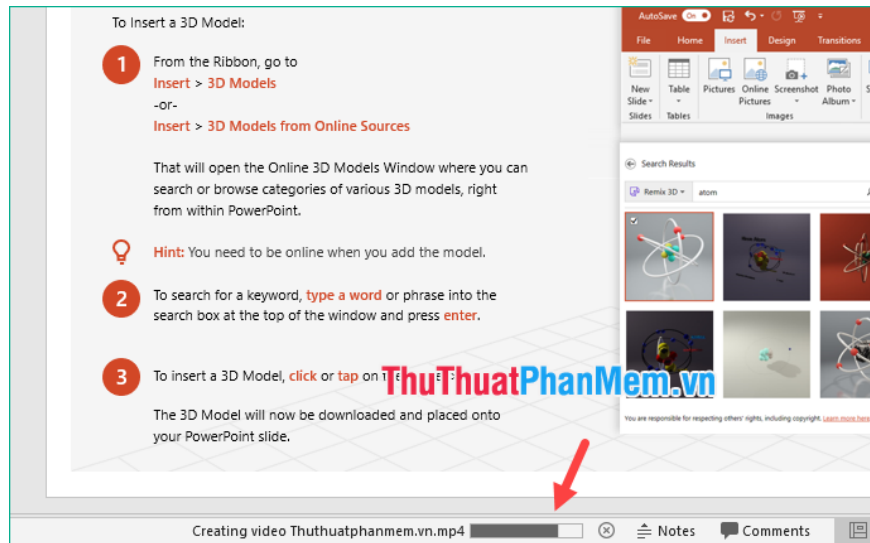 To Insert a 3D Model:
1
From the Ribbon, go to
Insert > 3D Models
-or-
Insert > 3D Models from Online Sources
That will open the Online 3D Models Window where you can
search or browse categories of various 3D models, right
from within PowerPoint.
Hint: You need to be online when you add the model.
2
To search for a keyword, type a word or phrase into the
search box at the top of the window and press enter.
3
To insert a 3D Model, click or tap on
The 3D Model will now be downloaded and placed onto
your PowerPoint slide.
AutoSave On
File Home Insert Design Transitions
New Slide Table Pictures Online Pictures Screenshot Photo Album
Slides Tables Images
Search Results
Remix 3D atom
You are responsible for respecting others' rights, including copyright. Learn more here
ThuThuatPhanMem.vn
Creating video Thuthuatphanmem.vn.mp4 Notes Comments